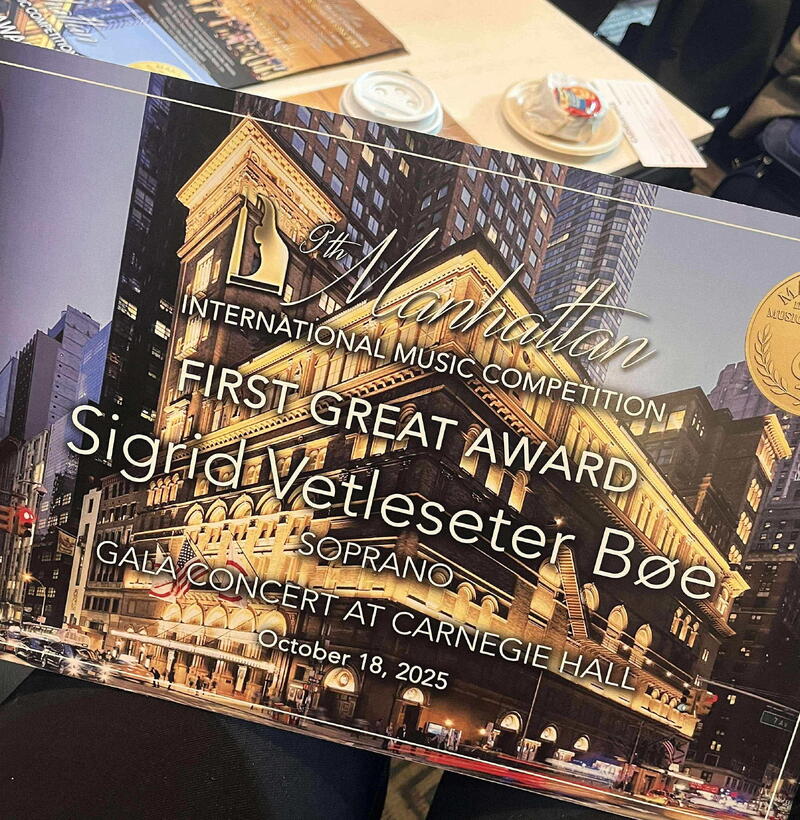 9th Manhattan
INTERNATIONAL MUSIC COMPETITION
FIRST GREAT AWARD
Sigrid Vetleseter Bøe
SOPRANO
GALA CONCERT AT CARNEGIE HALL
October 18, 2025